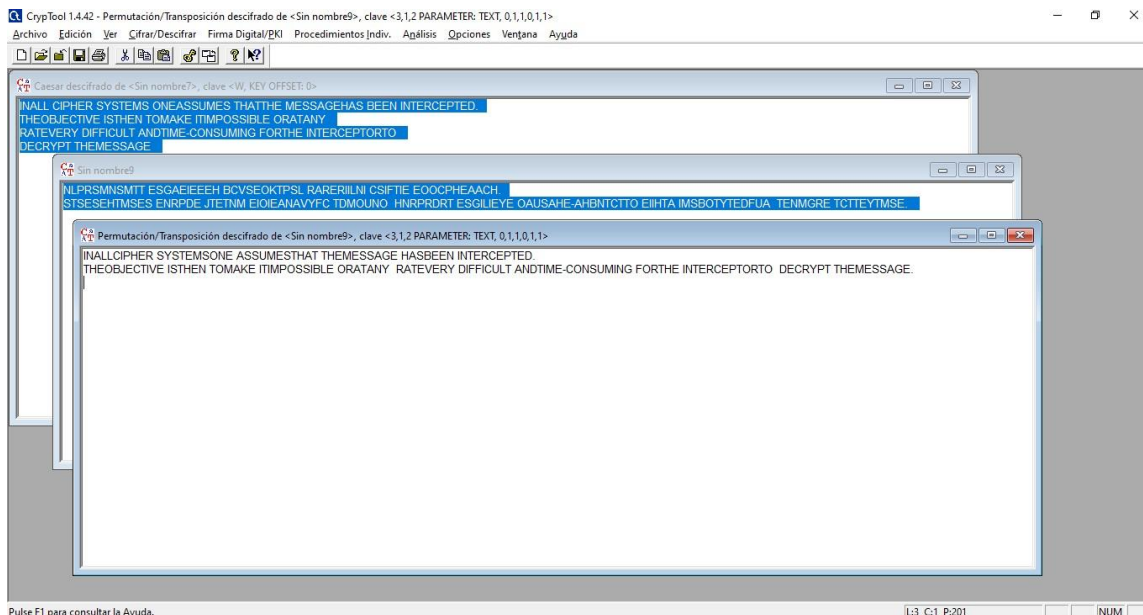 CrypTool 1.4.42 - Permutación/Transposición descifrado de <Sin nombre9>, clave <3,1,2 PARAMETER: TEXT, 0,1,1,0,1,1>
Archivo Edición Ver Cifrar/Descifrar Firma Digital/PKI Procedimientos Indiv. Análisis Opciones Ventana Ayuda
Caesar descifrado de <Sin nombre7>, clave <W, KEY OFFSET: 0>
INALL CIPHER SYSTEMS ONEASSUMES THATTHE MESSAGEHAS BEEN INTERCEPTED.
THEOBJECTIVE ISTHEN TOMAKE ITIMPOSSIBLE ORATANY
RATEVERY DIFFICULT ANDTIME-CONSUMING FORTHE INTERCEPTORTO
DECRYPT THEMESSAGE
Sin nombre9
NLPRSMNSMTT ESGAEIEEEH BCVSEOKTPSL RARERIILNI CSIFTIE EOOCPHEAACH.
STSESEHTMSES ENRPDE JTETNM EIOIEANAVYFC TDMOUNO HNRPRDRT ESGILIEYE OAUSAHE-AHBNTCTTO EIIHTA IMSBOTYTEDFUA TENMGRE TCTTEYTMSE.
Permutación/Transposición descifrado de <Sin nombre9>, clave <3,1,2 PARAMETER: TEXT, 0,1,1,0,1,1>
INALLCIPHER SYSTEMSONE ASSUMESTHAT THEMESSAGE HASBEEN INTERCEPTED.
THEOBJECTIVE ISTHEN TOMAKE ITIMPOSSIBLE ORATANY RATEVERY DIFFICULT ANDTIME-CONSUMING FORTHE INTERCEPTORTO DECRYPT THEMESSAGE.
Pulse F1 para consultar la Ayuda. L:3 C:1 P:201 NUM